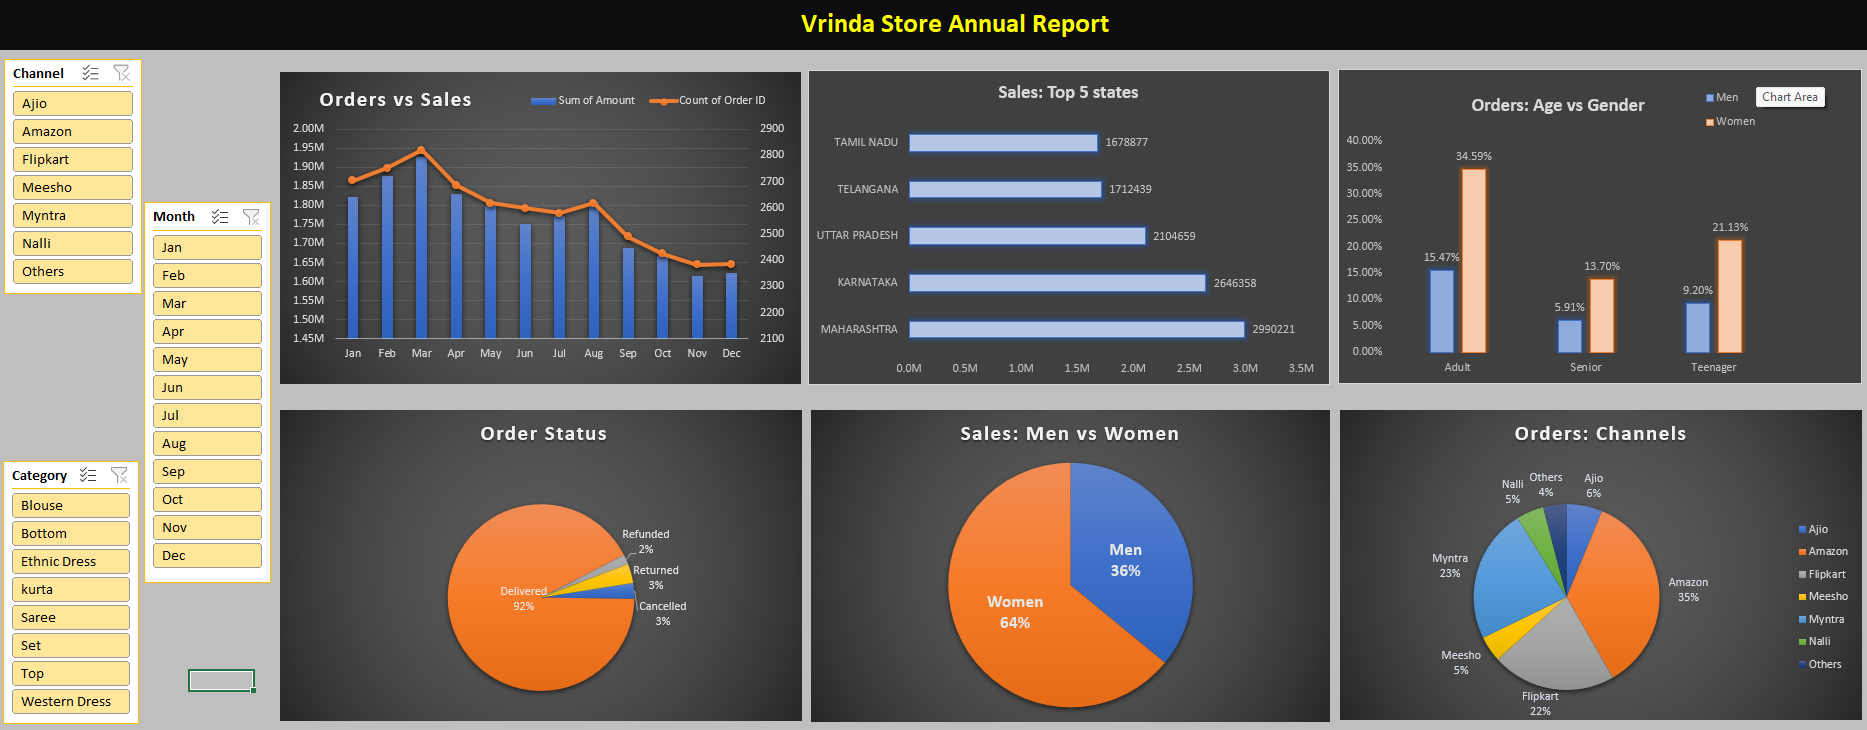 Vrinda Store Annual Report
Channel
Ajio
Amazon
Flipkart
Meesho
Myntra
Nalli
Others
Month
Jan
Feb
Mar
Apr
May
Jun
Jul
Aug
Sep
Oct
Nov
Dec
Category
Blouse
Bottom
Ethnic Dress
kurta
Saree
Set
Top
Western Dress
Orders vs Sales
Sum of Amount Count of Order ID
2.00M 2900
1.95M
1.90M 2800
1.85M 2700
1.80M 2600
1.75M
1.70M 2500
1.65M 2400
1.60M
1.55M 2300
1.50M 2200
1.45M 2100
Jan Feb Mar Apr May Jun Jul Aug Sep Oct Nov Dec
Sales: Top 5 states
TAMIL NADU 1678877
TELANGANA 1712439
UTTAR PRADESH 2104659
KARNATAKA 2646358
MAHARASHTRA 2990221
0.0M 0.5M 1.0M 1.5M 2.0M 2.5M 3.0M 3.5M
Orders: Age vs Gender
Men Chart Area
Women
40.00%
35.00%
30.00%
25.00%
20.00%
15.00%
10.00%
5.00%
0.00%
15.47% 34.59%
5.91% 13.70%
9.20% 21.13%
Adult Senior Teenager
Order Status
Refunded
2%
Returned
3%
Cancelled
3%
Delivered
92%
Sales: Men vs Women
Men
36%
Women
64%
Orders: Channels
Ajio
6%
Amazon
35%
Flipkart
22%
Meesho
5%
Myntra
23%
Nalli
5%
Others
4%
Ajio
Amazon
Flipkart
Meesho
Myntra
Nalli
Others